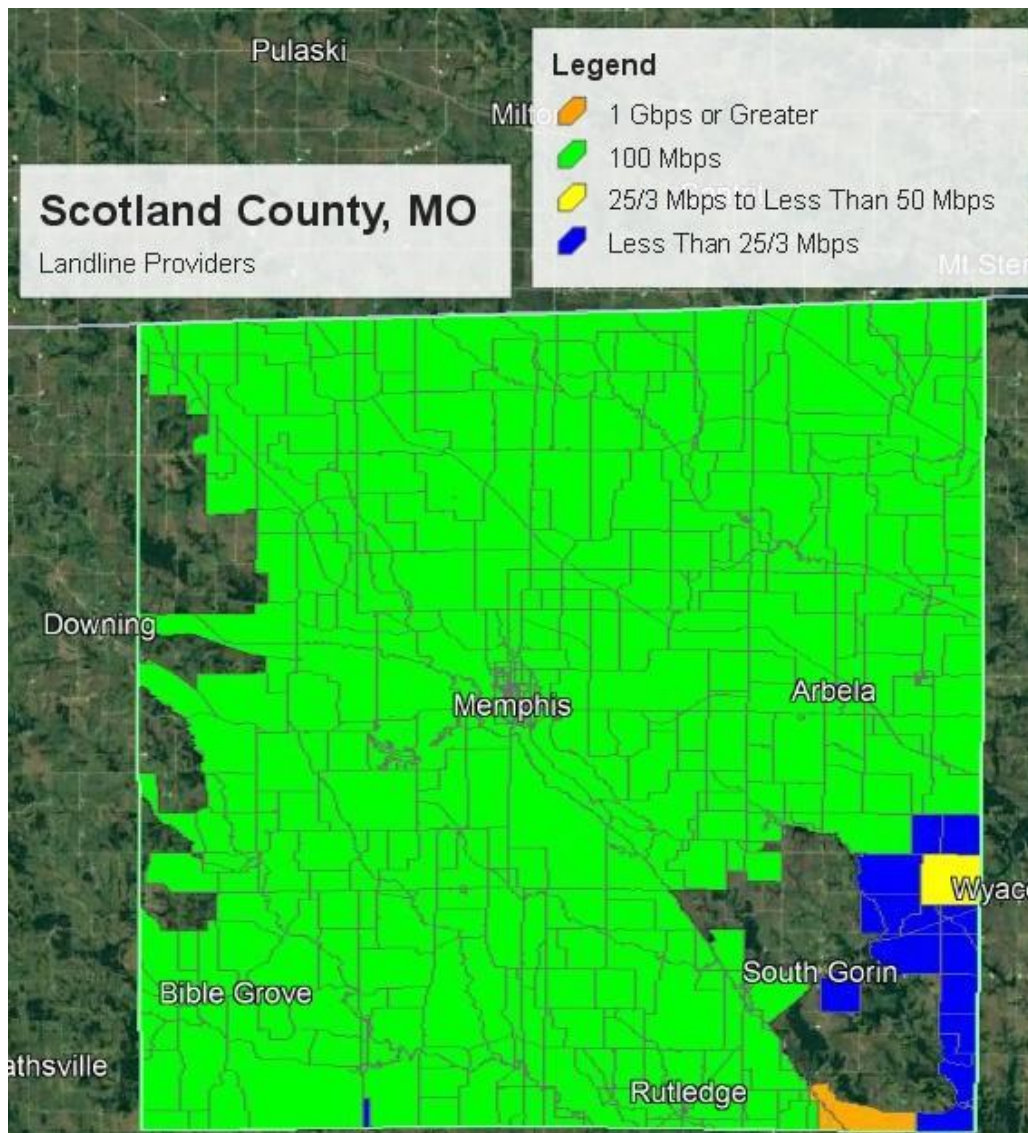 Pulaski
Legend
1 Gbps or Greater
100 Mbps
25/3 Mbps to Less Than 50 Mbps
Less Than 25/3 Mbps
Scotland County, MO
Landline Providers
Downing
Memphis
Arbela
South Gorin
Bible Grove
Rutledge